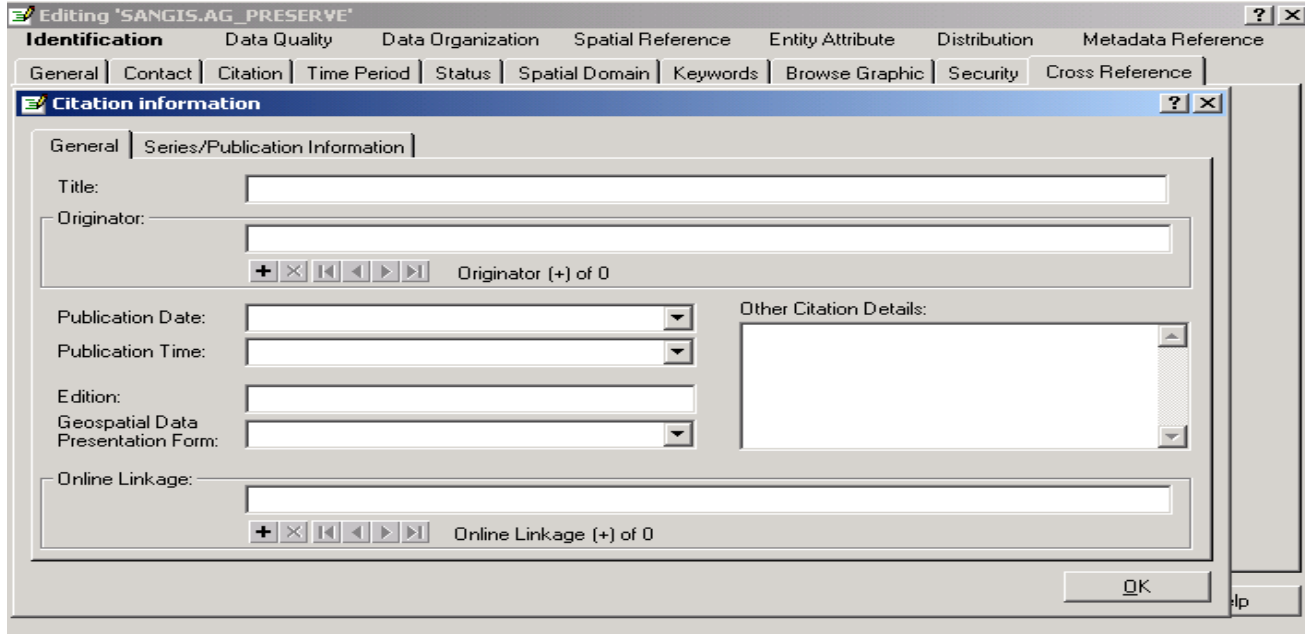 Editing 'SANGIS.AG_PRESERVE'
Identification Data Quality Data Organization Spatial Reference Entity Attribute Distribution Metadata Reference
General Contact Citation Time Period Status Spatial Domain Keywords Browse Graphic Security Cross Reference
Citation information
General Series/Publication Information
Title:
Originator:
Originator (+) of 0
Publication Date:
Publication Time:
Edition:
Geospatial Data
Presentation Form:
Other Citation Details:
Online Linkage:
Online Linkage (+) of 0
OK